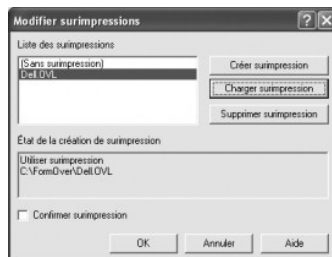 Modifier surimpressions
Liste des surimpressions
(Sans surimpression)
Dell.OVL
Créer surimpression
Charger surimpression
Supprimer surimpression
État de la création de surimpression
Utiliser surimpression
C:\FormOver\Dell.OVL
Confirmer surimpression
OK
Annuler
Aide